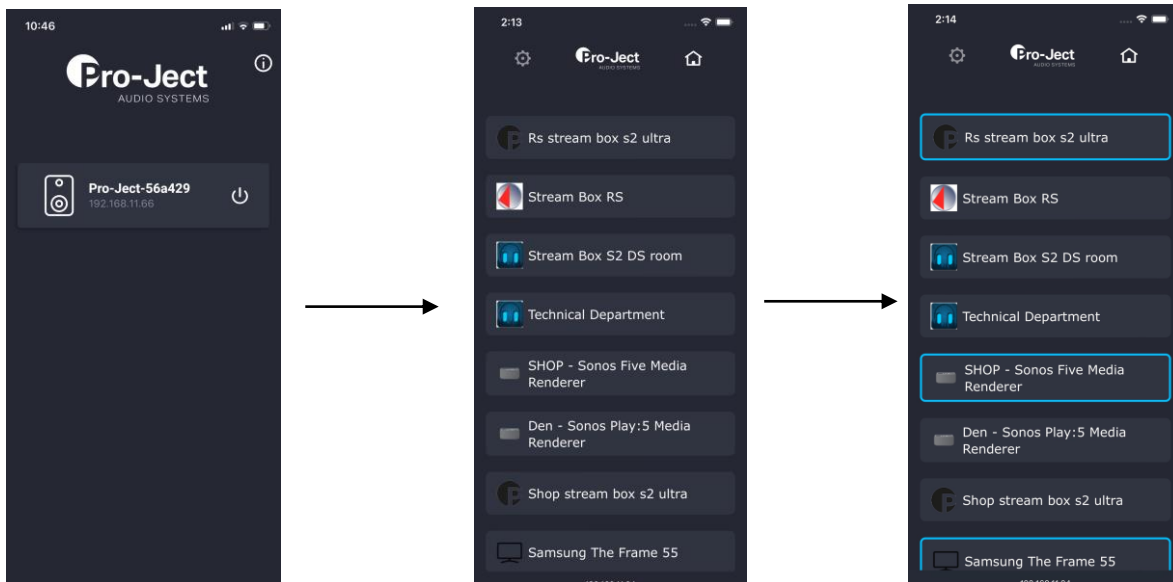 10:46
Pro-Ject
AUDIO SYSTEMS
Pro-Ject-56a429
192.168.11.66
2:13
Pro-Ject
AUDIO SYSTEMS
Rs stream box s2 ultra
Stream Box RS
Stream Box S2 DS room
Technical Department
SHOP - Sonos Five Media
Renderer
Den - Sonos Play:5 Media
Renderer
Shop stream box s2 ultra
Samsung The Frame 55
2:14
Pro-Ject
AUDIO SYSTEMS
Rs stream box s2 ultra
Stream Box RS
Stream Box S2 DS room
Technical Department
SHOP - Sonos Five Media
Renderer
Den - Sonos Play:5 Media
Renderer
Shop stream box s2 ultra
Samsung The Frame 55